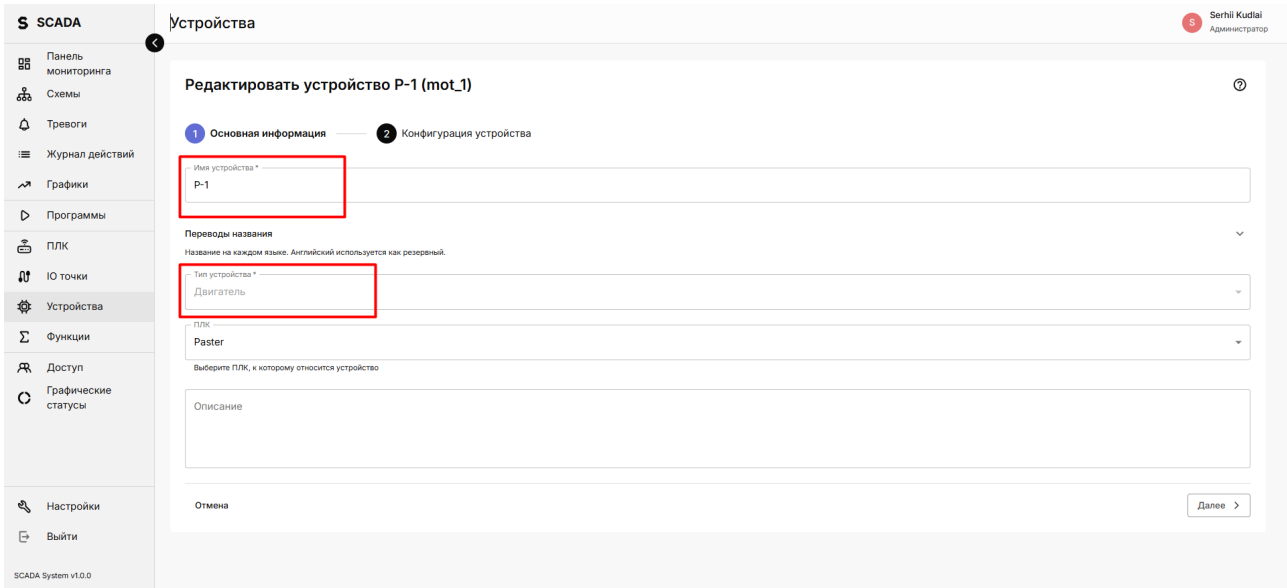 S SCADA
Устройства
S
Serhii Kudlai
Администратор
Панель
мониторинга
Схемы
Тревоги
Журнал действий
Графики
Программы
ПЛК
IO точки
Устройства
Функции
Доступ
Графические
статусы
Настройки
Выйти
SCADA System v1.0.0
Редактировать устройство P-1 (mot_1)
1 Основная информация
2 Конфигурация устройства
Имя устройства *
P-1
Переводы названия
Название на каждом языке. Английский используется как резервный.
Тип устройства *
Двигатель
ПЛК
Paster
Выберите ПЛК, к которому относится устройство
Описание
Отмена
Далее